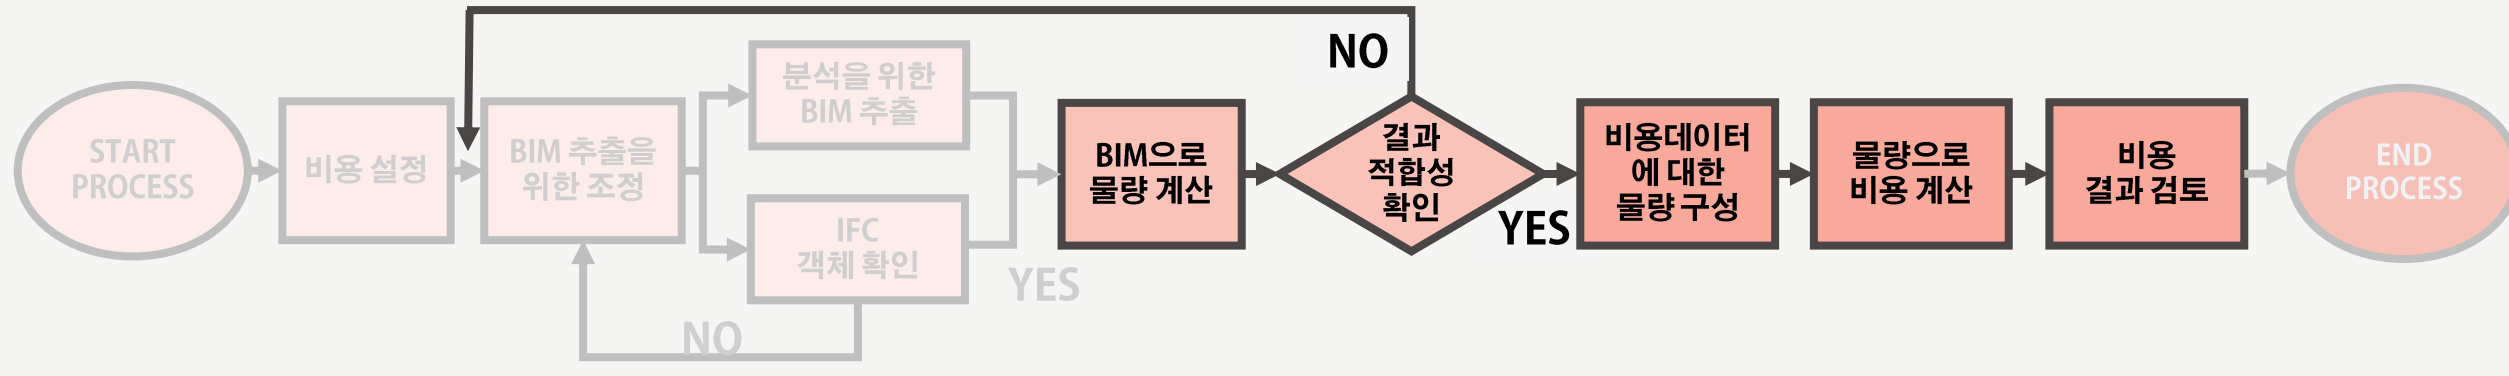 START
PROCESS
비용 설정
BIM 추출을
위한 조정
분석을위한
BIM추출
IFC
객체 확인
NO
YES
BIM으로
물량 계산
결과
적합성
확인
NO
YES
비용데이터
에 대한
물량구성
물량으로
비용 계산
비용
결과 검토
END
PROCESS